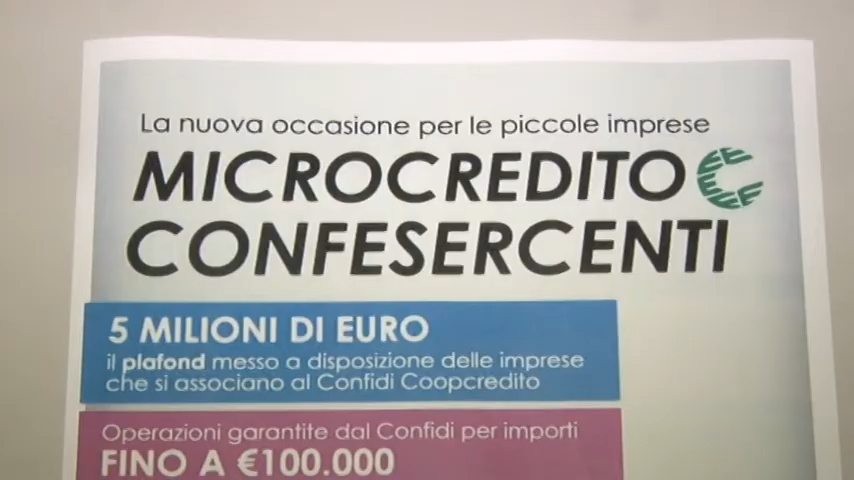 La nuova occasione per le piccole imprese
MICROCREDITO
CONFESERCENTI
5 MILIONI DI EURO
il plafond messo a disposizione delle imprese
che si associano al Confidi Coopcredito
Operazioni garantite dal Confidi per importi
FINO A €100.000